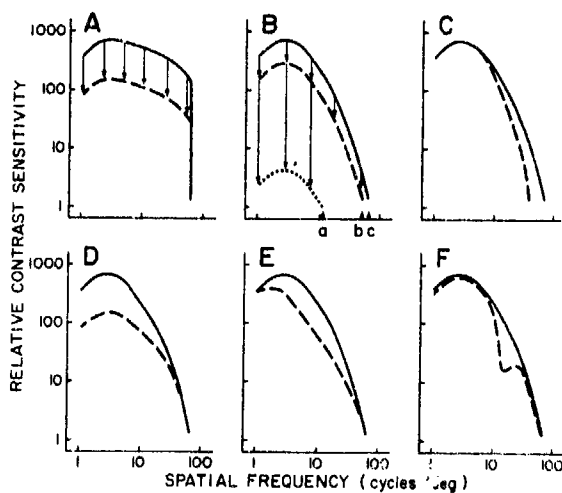 A
B
C
1000
100
10
1
a
b
c
D
E
F
1000
100
10
1
1
10
100
1
10
100
1
10
100
RELATIVE CONTRAST SENSITIVITY
SPATIAL FREQUENCY (cycles/deg)